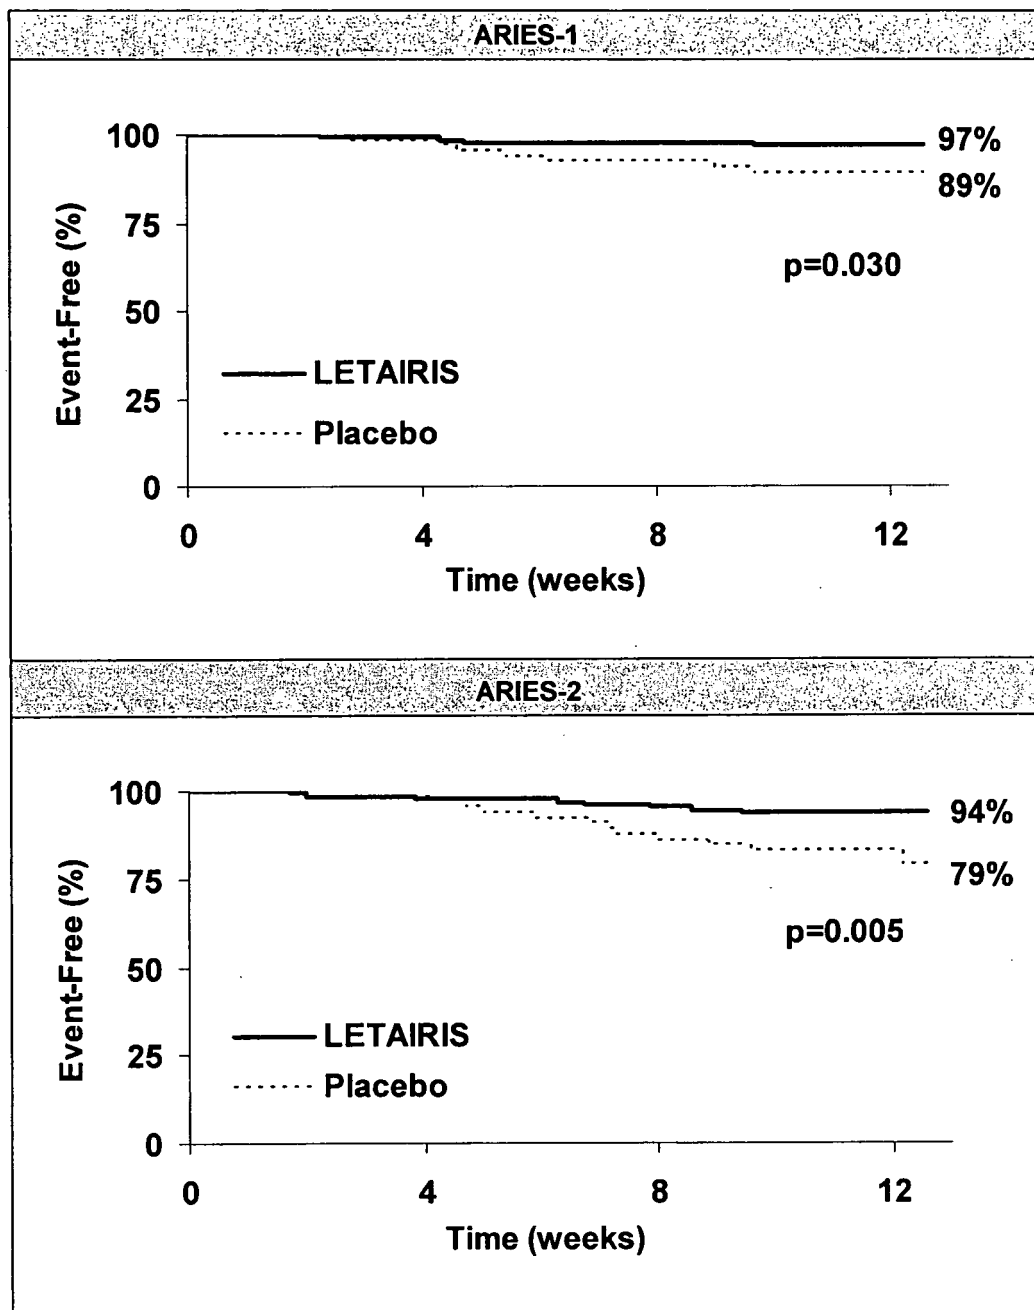 ARIES-1
100
97%
89%
75
p=0.030
50
LETAIRIS
25
Placebo
0
Event-Free (%)
0 4 8 12
Time (weeks)
ARIES-2
100
94%
75
79%
p=0.005
50
LETAIRIS
25
Placebo
0
Event-Free (%)
0 4 8 12
Time (weeks)